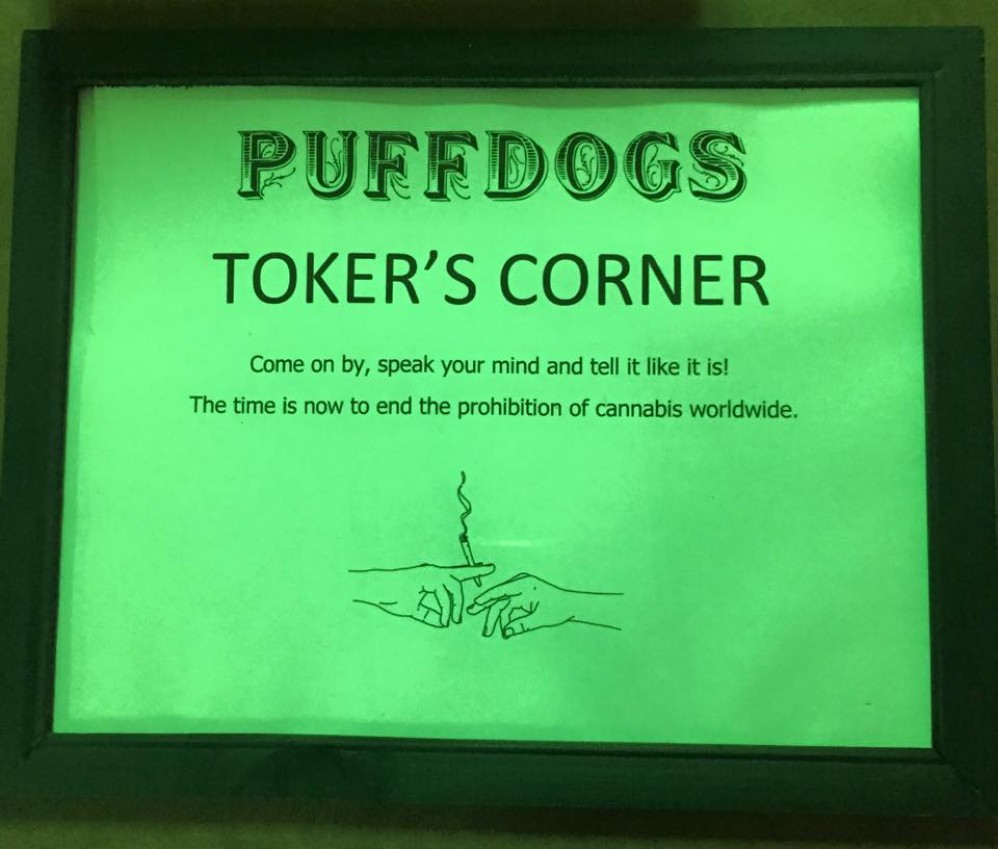 PUFFDOGS
TOKER'S CORNER
Come on by, speak your mind and tell it like it is!
The time is now to end the prohibition of cannabis worldwide.